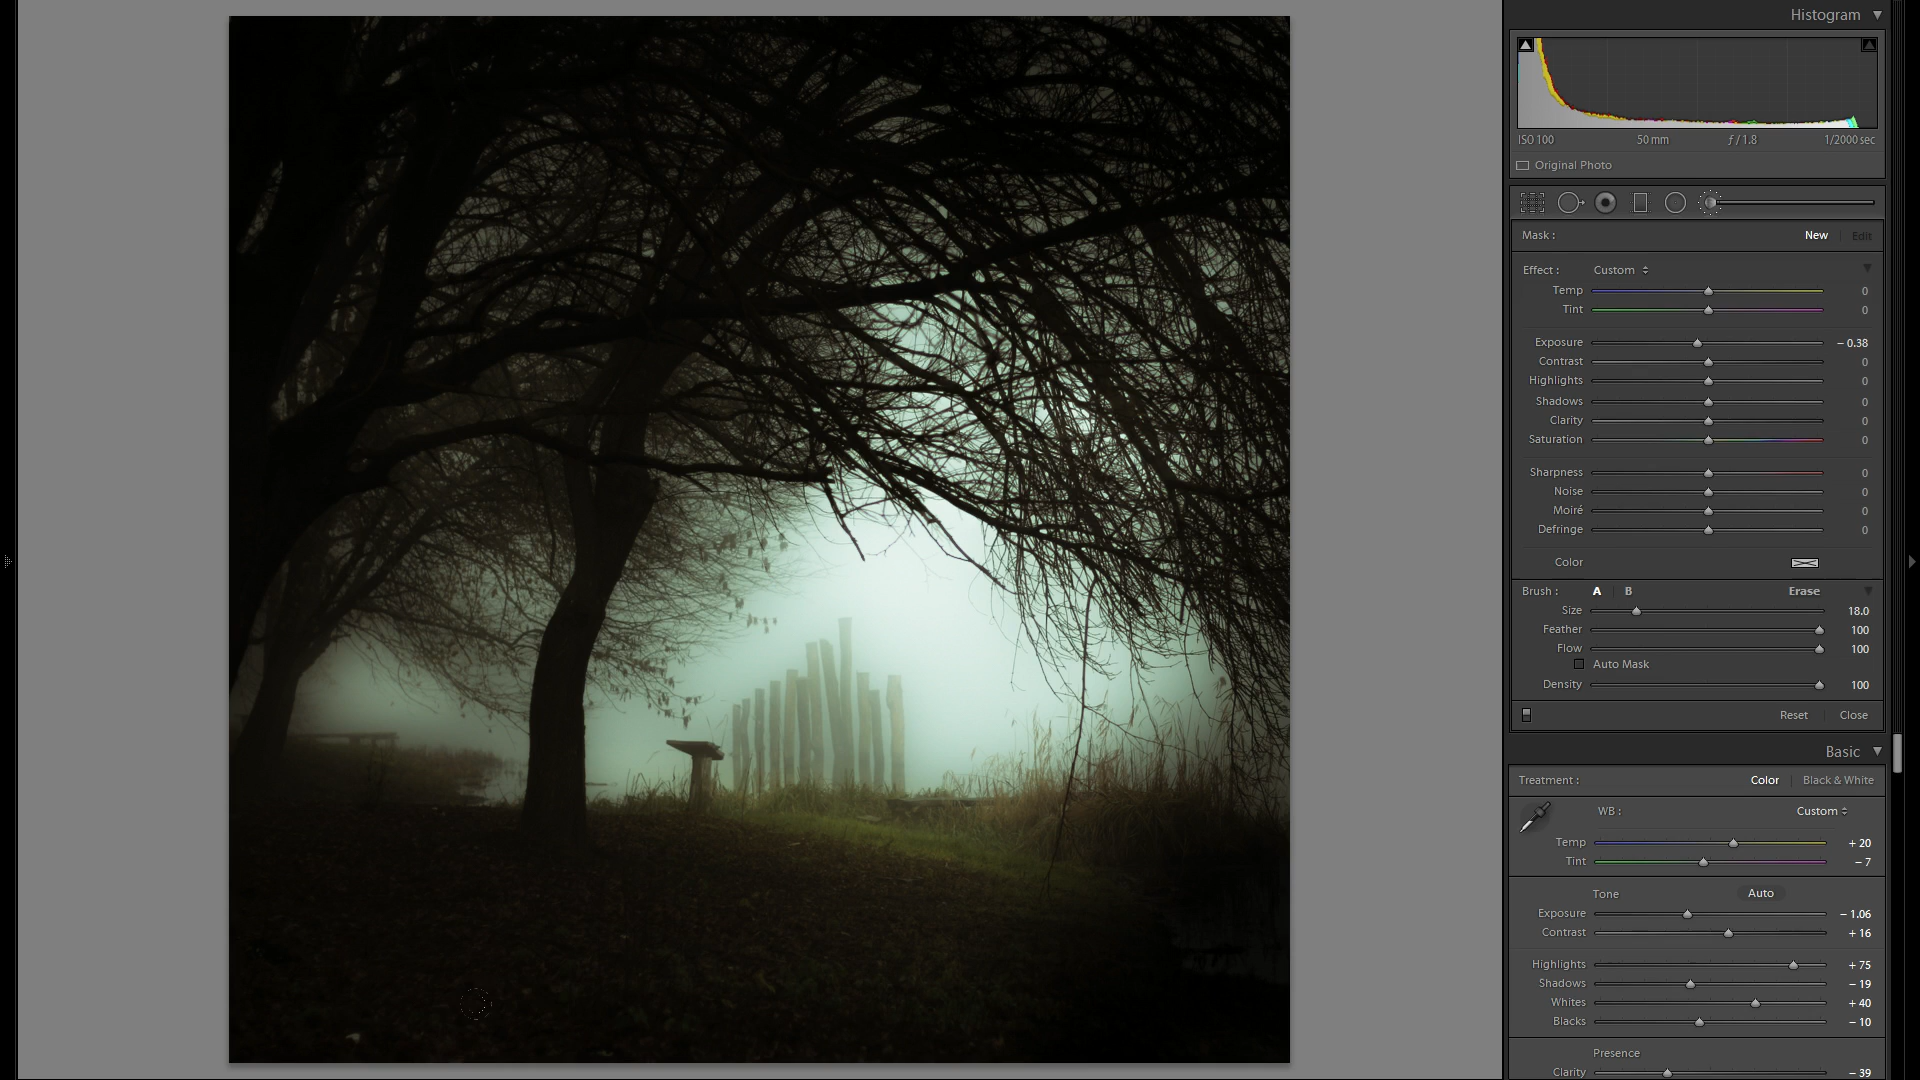 Histogram
ISO 100 50 mm ƒ / 1.8 1/2000 sec
Original Photo
Mask : New Edit
Effect : Custom
Temp 0
Tint 0
Exposure – 0.38
Contrast 0
Highlights 0
Shadows 0
Clarity 0
Saturation 0
Sharpness 0
Noise 0
Moiré 0
Defringe 0
Color
Brush : A B Erase
Size 18.0
Feather 100
Flow 100
Auto Mask
Density 100
Reset Close
Basic
Treatment : Color Black & White
WB : Custom
Temp + 20
Tint – 7
Tone Auto
Exposure – 1.06
Contrast + 16
Highlights + 75
Shadows – 19
Whites + 40
Blacks – 10
Presence
Clarity – 39